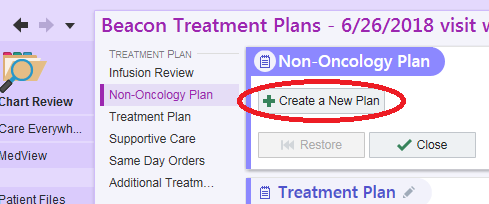 Beacon Treatment Plans - 6/26/2018 visit w
Chart Review
Care Everywh...
MedView
Patient Files
TREATMENT PLAN
Infusion Review
Non-Oncology Plan
Treatment Plan
Supportive Care
Same Day Orders
Additional Treatm...
Non-Oncology Plan
Create a New Plan
Restore
Close
Treatment Plan